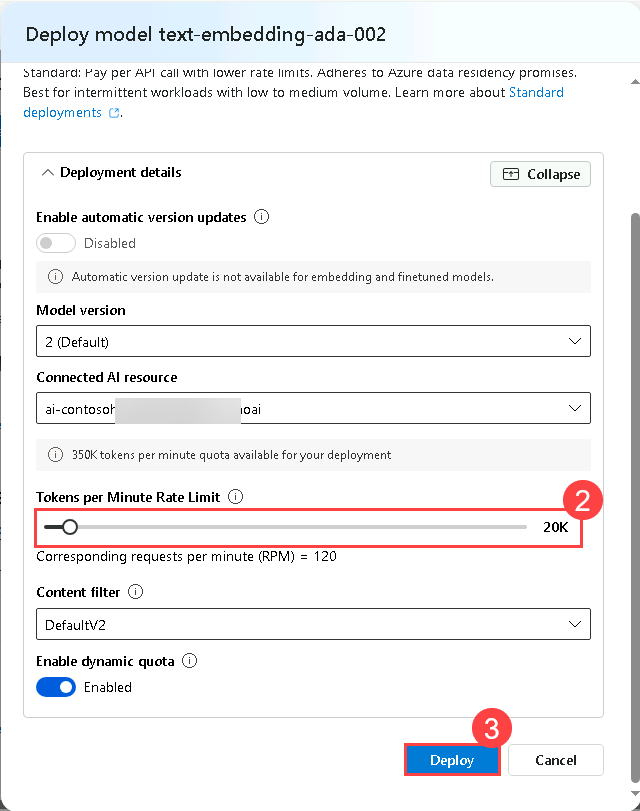 Deploy model text-embedding-ada-002
Standard: Pay per API call with lower rate limits. Adheres to Azure data residency promises.
Best for intermittent workloads with low to medium volume. Learn more about Standard
deployments.
Deployment details
Collapse
Enable automatic version updates
Disabled
Automatic version update is not available for embedding and finetuned models.
Model version
2 (Default)
Connected AI resource
ai-contosoh oai
350K tokens per minute quota available for your deployment
Tokens per Minute Rate Limit
2
20K
Corresponding requests per minute (RPM) = 120
Content filter
DefaultV2
Enable dynamic quota
Enabled
3
Deploy
Cancel